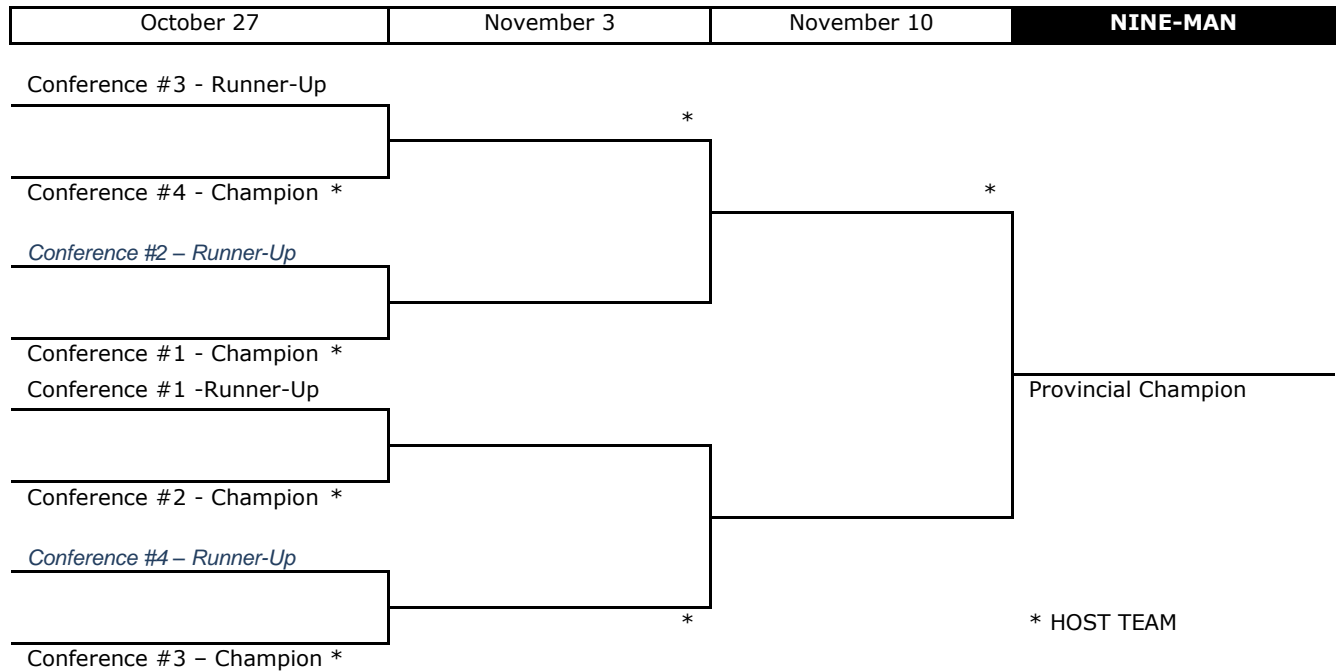 October 27 November 3 November 10 NINE-MAN
Conference #3 - Runner-Up
*
Conference #4 - Champion *
*
Conference #2 – Runner-Up
Conference #1 - Champion *
Conference #1 -Runner-Up
Provincial Champion
Conference #2 - Champion *
Conference #4 – Runner-Up
*
* HOST TEAM
Conference #3 – Champion *